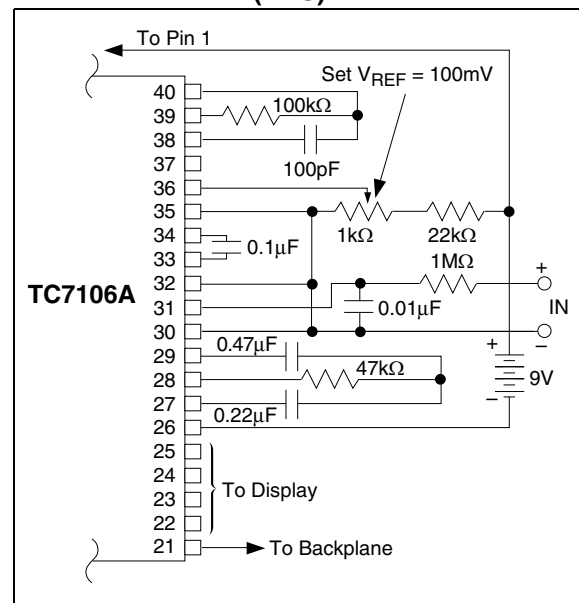 To Pin 1
Set VREF = 100mV
40
39
100kΩ
38
100pF
37
36
35
1kΩ
22kΩ
34
0.1μF
33
1MΩ
TC7106A
32
31
0.01μF
+
IN
–
30
29
0.47μF
28
47kΩ
+
9V
–
27
0.22μF
26
25
24
To Display
23
22
21
To Backplane